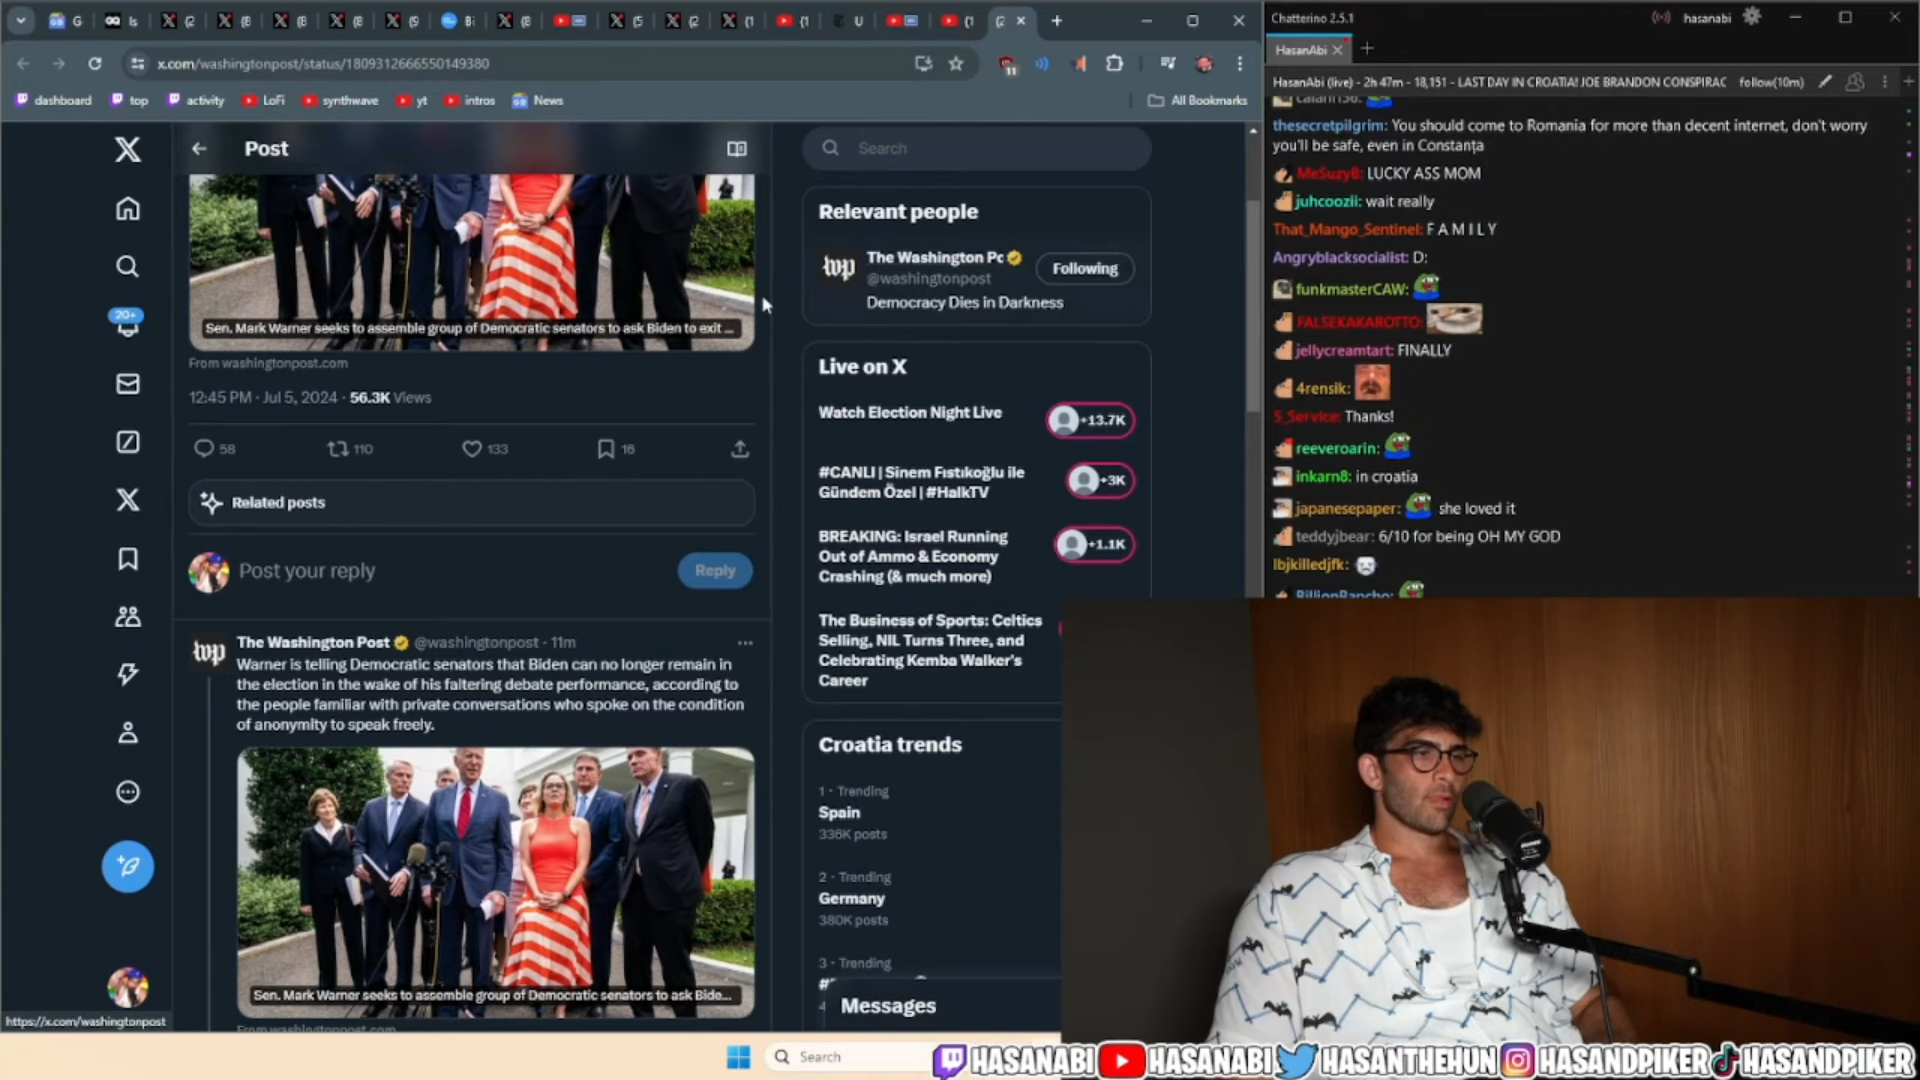 Chatterino 2.5.1
hasanabi
x.com/washingtonpost/status/1809312666550149380
11
dashboard
top
activity
LoFi
synthwave
yt
intros
News
All Bookmarks
HasanAbi
HasanAbi (live) - 2h 47m - 18,151 - LAST DAY IN CROATIA! JOE BRANDON CONSPIRAC
follow(10m)
Post
Sen. Mark Warner seeks to assemble group of Democratic senators to ask Biden to exit ...
From washingtonpost.com
12:45 PM · Jul 5, 2024 · 56.3K Views
58
110
133
16
Related posts
Post your reply
Reply
20+
The Washington Post @washingtonpost · 11m
Warner is telling Democratic senators that Biden can no longer remain in
the election in the wake of his faltering debate performance, according to
the people familiar with private conversations who spoke on the condition
of anonymity to speak freely.
Sen. Mark Warner seeks to assemble group of Democratic senators to ask Bide...
From washingtonpost.com
https://x.com/washingtonpost
Search
Relevant people
wp
The Washington Pc
@washingtonpost
Following
Democracy Dies in Darkness
Live on X
Watch Election Night Live
+13.7K
#CANLI | Sinem Fıstıkoğlu ile
Gündem Özel | #HalkTV
+3K
BREAKING: Israel Running
Out of Ammo & Economy
Crashing (& much more)
+1.1K
The Business of Sports: Celtics
Selling, NIL Turns Three, and
Celebrating Kemba Walker's
Career
Croatia trends
1 · Trending
Spain
336K posts
2 · Trending
Germany
380K posts
3 · Trending
Messages
thesecretpilgrim: You should come to Romania for more than decent internet, don't worry
you'll be safe, even in Constanța
MeSuzyB: LUCKY ASS MOM
juhcoozii: wait really
That_Mango_Sentinel: F A M I L Y
Angryblacksocialist: D:
funkmasterCAW:
FALSEKAKAROTTO:
jellycreamtart: FINALLY
4rensik:
5_Service: Thanks!
reeveroarin:
inkarn8: in croatia
japanesepaper: she loved it
teddyjbear: 6/10 for being OH MY GOD
lbjkilledjfk:
BillionRancho:
Search
HASANABI
HASANABI
HASANTHEHUN
HASANDPIKER
HASANDPIKER